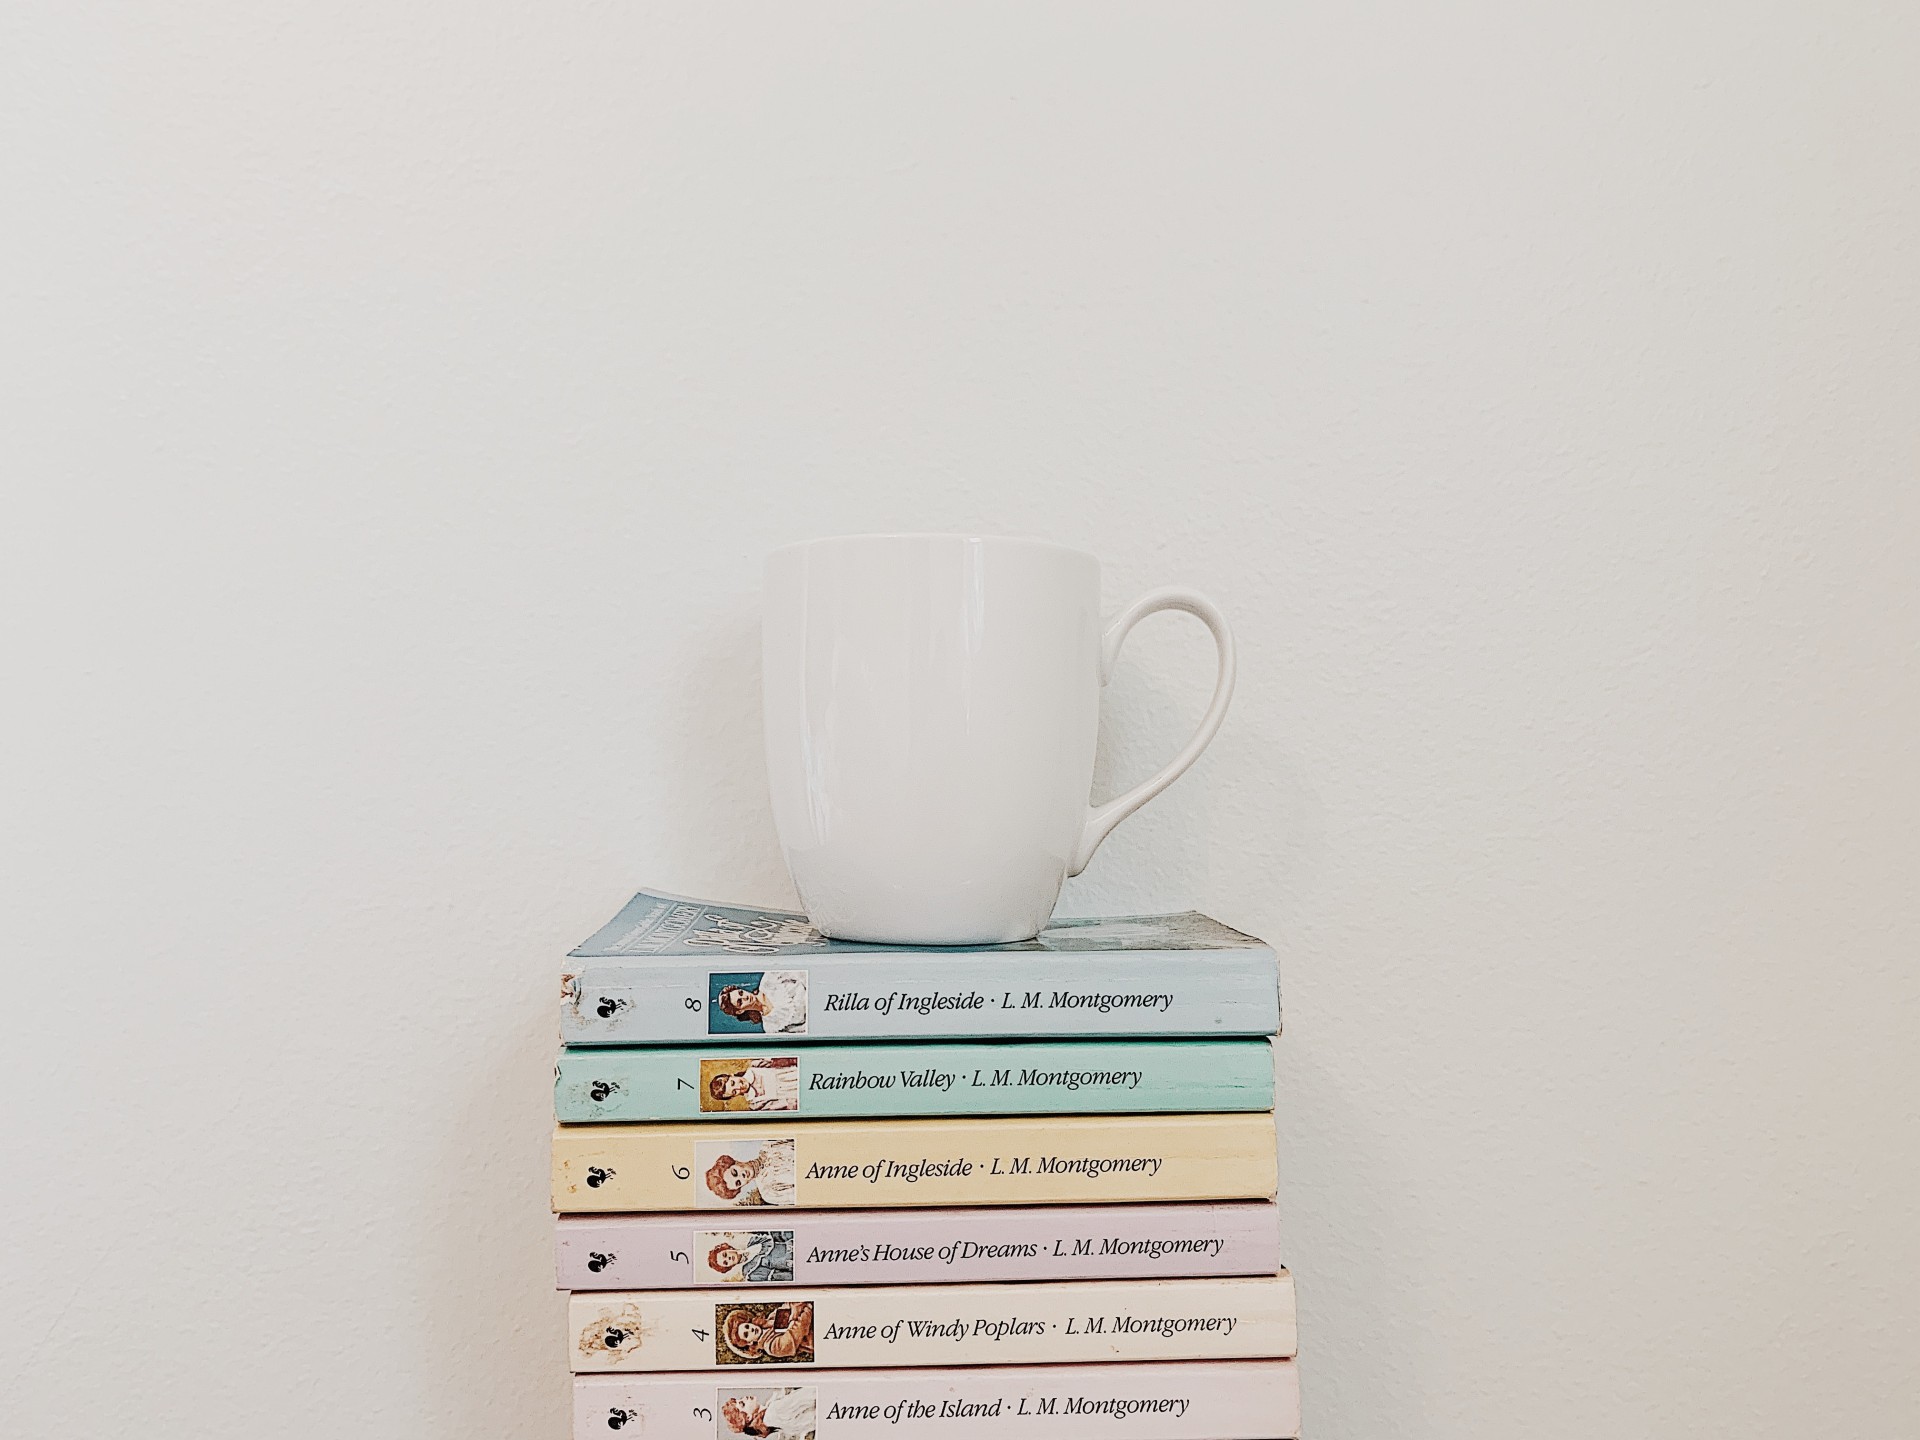 L. M. MONTGOMERY
8 Rilla of Ingleside · L. M. Montgomery
7 Rainbow Valley · L. M. Montgomery
6 Anne of Ingleside · L. M. Montgomery
5 Anne's House of Dreams · L. M. Montgomery
4 Anne of Windy Poplars · L. M. Montgomery
3 Anne of the Island · L. M. Montgomery